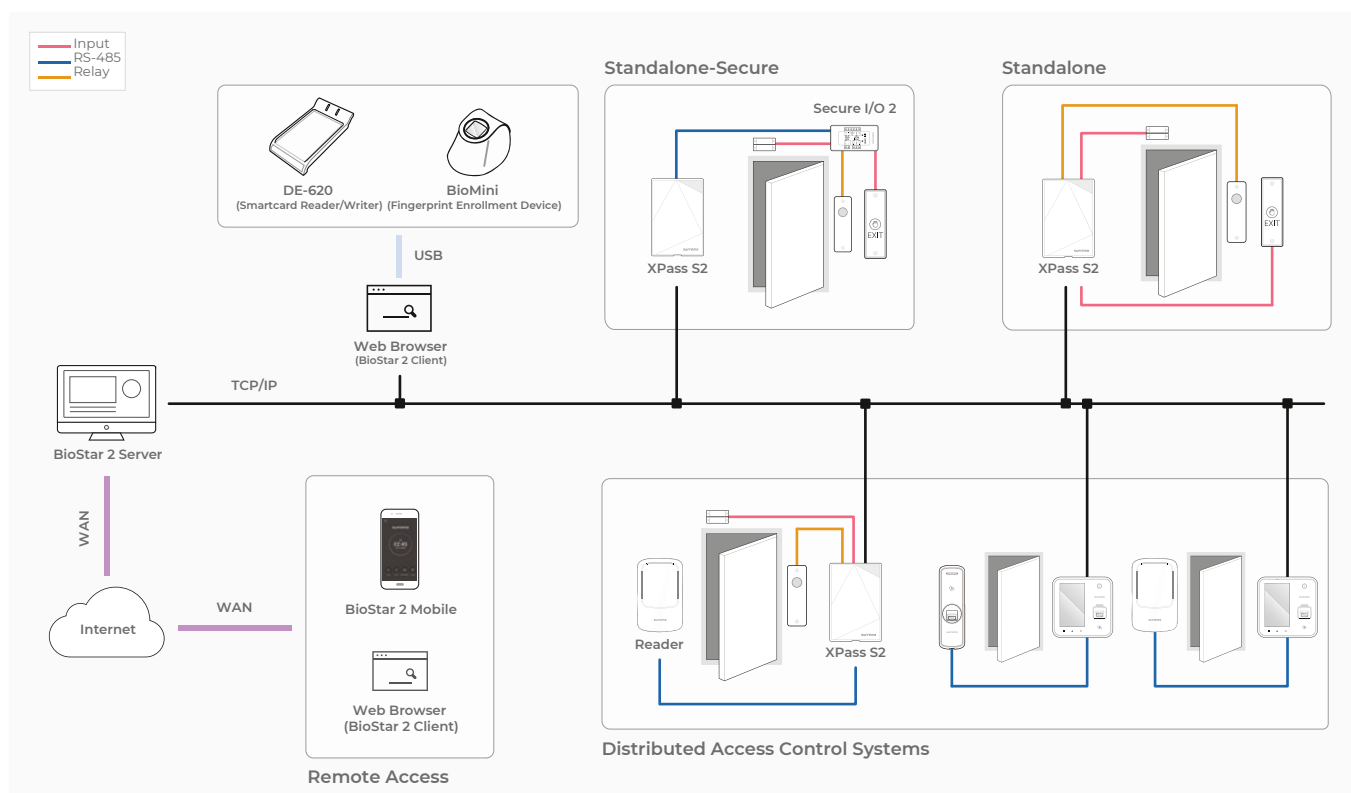 Input
RS-485
Relay
Standalone-Secure
Standalone
Secure I/O 2
DE-620
(Smartcard Reader/Writer)
BioMini
(Fingerprint Enrollment Device)
EXIT
XPass S2
EXIT
XPass S2
USB
Web Browser
(BioStar 2 Client)
TCP/IP
BioStar 2 Server
WAN
Internet
WAN
BioStar 2 Mobile
Web Browser
(BioStar 2 Client)
Remote Access
Reader
XPass S2
Distributed Access Control Systems